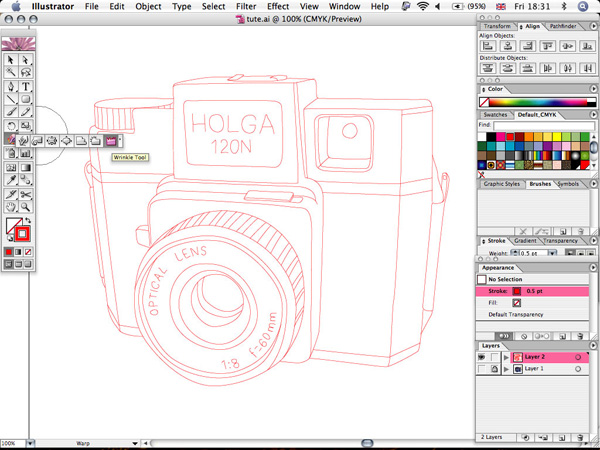 Illustrator File Edit Object Type Select Filter Effect View Window Help (95%) Fri 18:31
tute.ai @ 100% (CMYK/Preview)
Transform Align Pathfinder
Align Objects:
Distribute Objects:
Color
Swatches Default_CMYK
Find:
Graphic Styles Brushes Symbols
Stroke Gradient Transparency
Weight: 0.5 pt
Appearance
No Selection
Stroke: 0.5 pt
Fill:
Default Transparency
Layers
Layer 2
Layer 1
2 Layers
Wrinkle Tool
HOLGA
120N
OPTICAL LENS
1:8 f=60mm
100% Warp